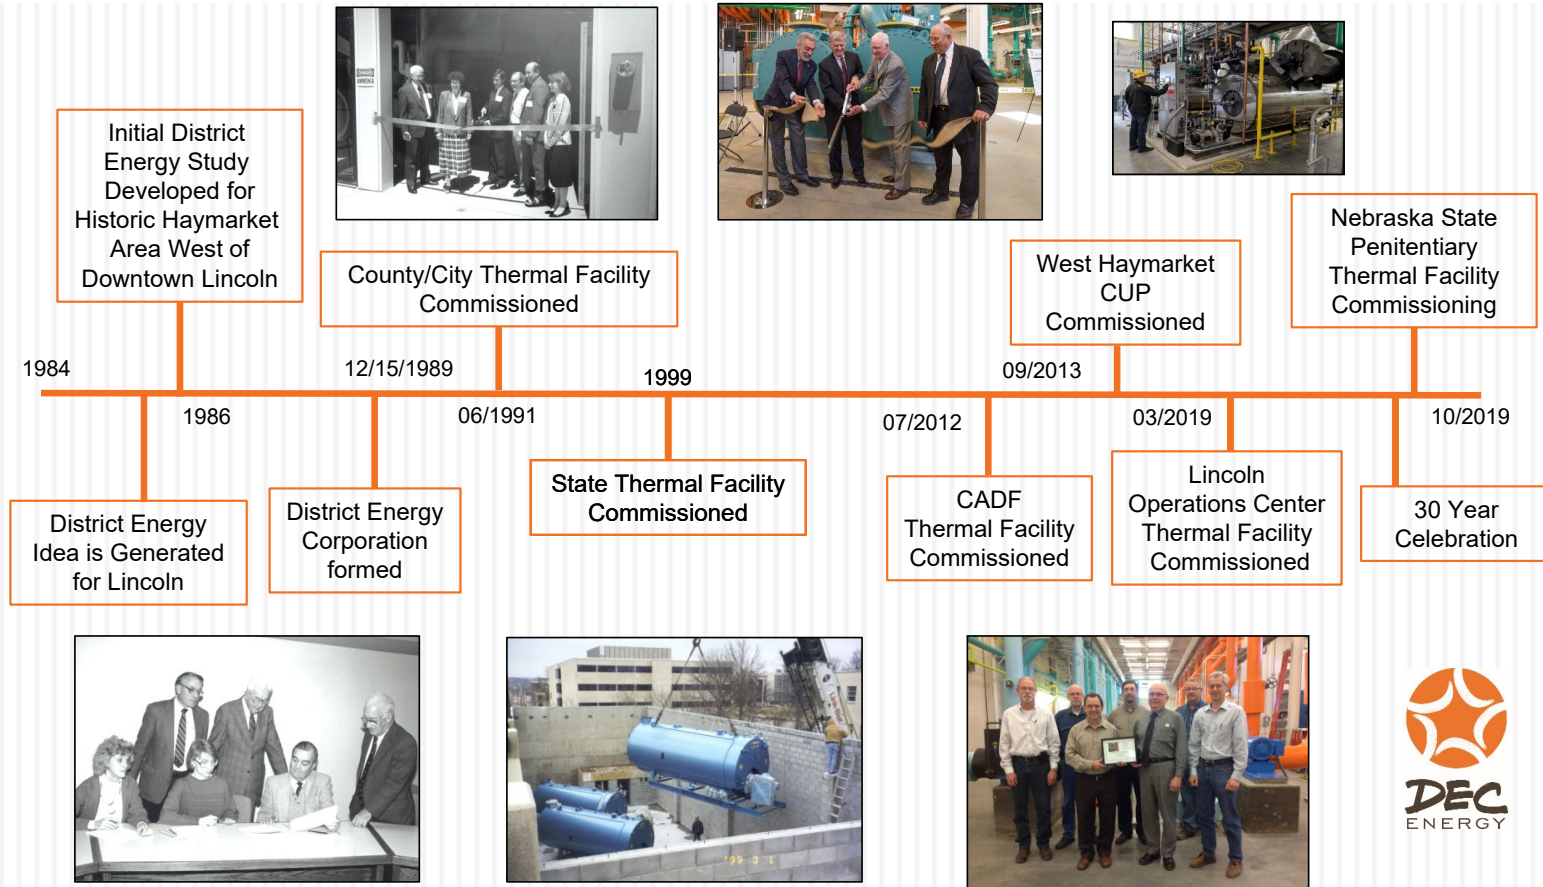 Initial District
Energy Study
Developed for
Historic Haymarket
Area West of
Downtown Lincoln
County/City Thermal Facility
Commissioned
West Haymarket
CUP
Commissioned
Nebraska State
Penitentiary
Thermal Facility
Commissioning
1984
12/15/1989
1999
09/2013
1986
06/1991
07/2012
03/2019
10/2019
District Energy
Idea is Generated
for Lincoln
District Energy
Corporation
formed
State Thermal Facility
Commissioned
CADF
Thermal Facility
Commissioned
Lincoln
Operations Center
Thermal Facility
Commissioned
30 Year
Celebration
'99 3 1
DEC
ENERGY